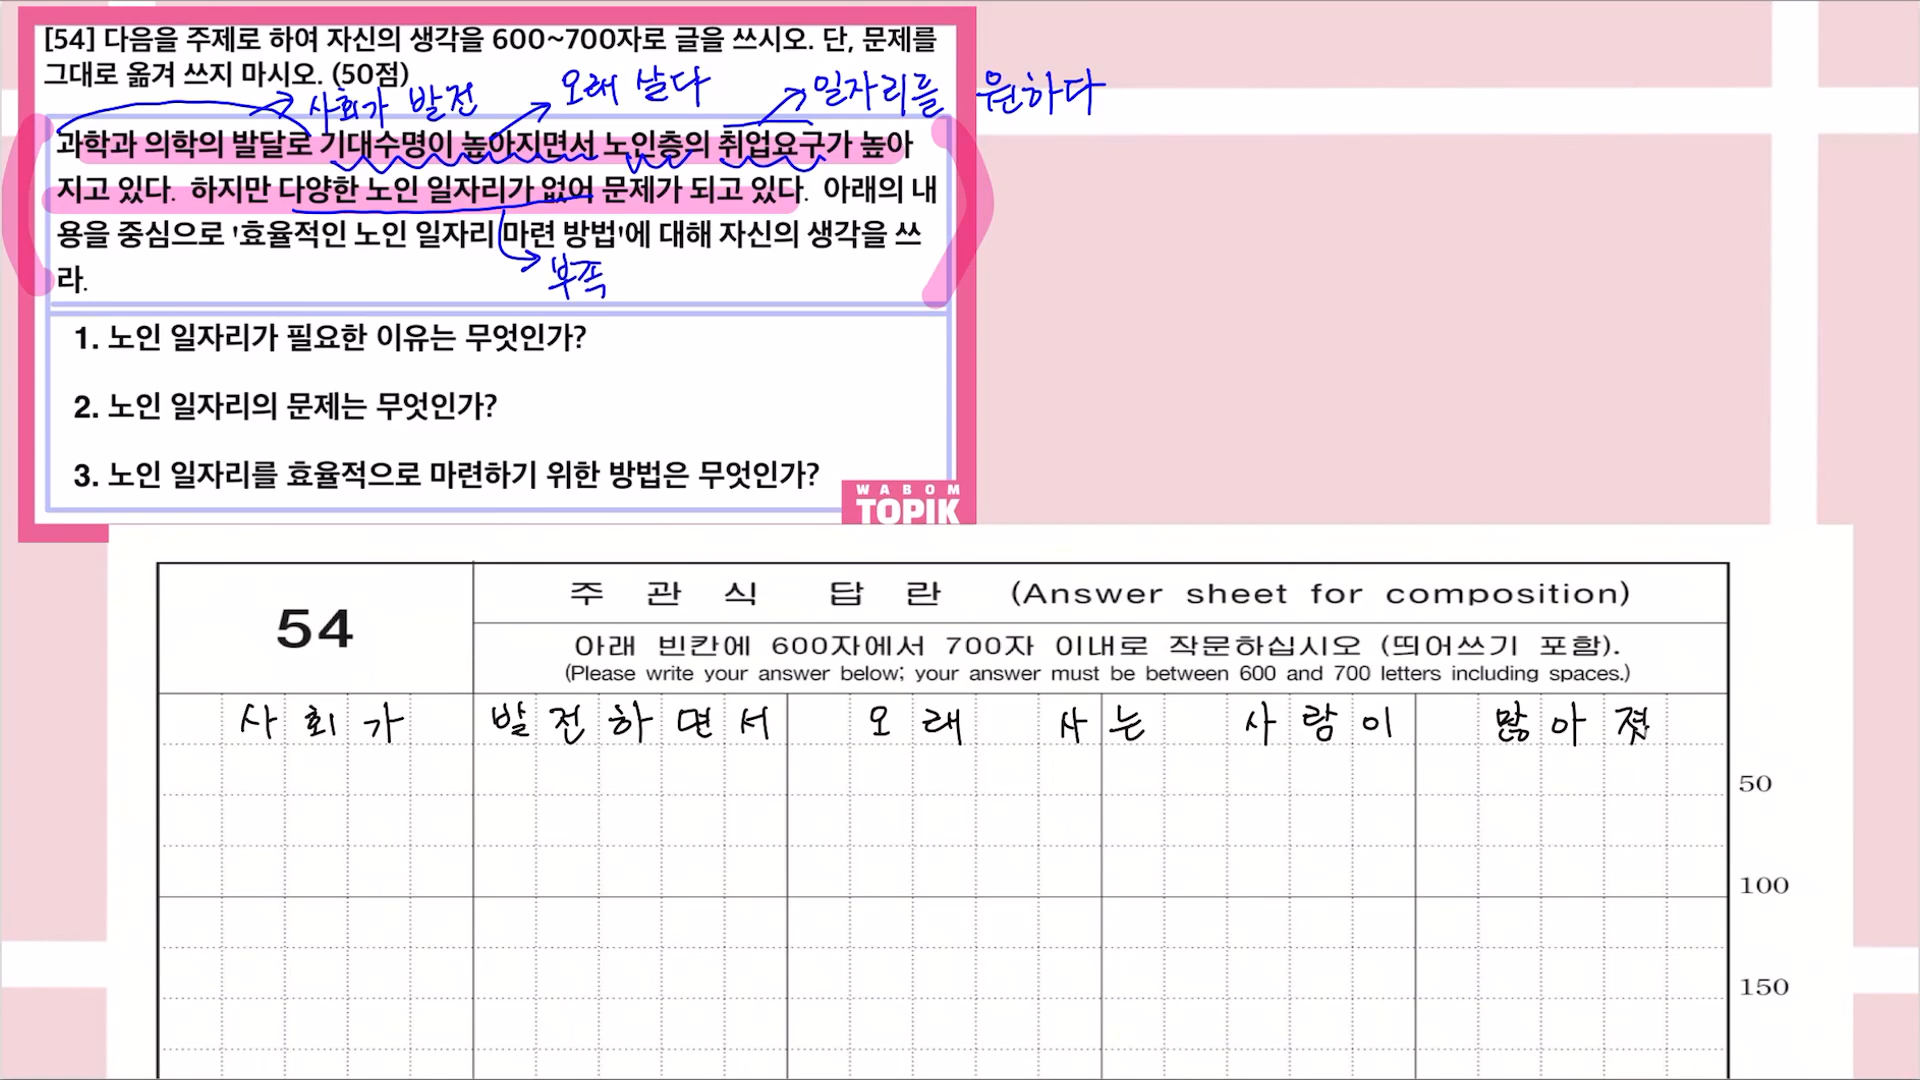 [54] 다음을 주제로 하여 자신의 생각을 600~700자로 글을 쓰시오. 단, 문제를
그대로 옮겨 쓰지 마시오. (50점)
사회가 발전
오래 살다
일자리를 원하다
과학과 의학의 발달로 기대수명이 높아지면서 노인층의 취업요구가 높아
지고 있다. 하지만 다양한 노인 일자리가 없어 문제가 되고 있다. 아래의 내
용을 중심으로 '효율적인 노인 일자리 마련 방법'에 대해 자신의 생각을 쓰
라.
부족
1. 노인 일자리가 필요한 이유는 무엇인가?
2. 노인 일자리의 문제는 무엇인가?
3. 노인 일자리를 효율적으로 마련하기 위한 방법은 무엇인가?
WABOM
TOPIK
54
주 관 식 답 란 (Answer sheet for composition)
아래 빈칸에 600자에서 700자 이내로 작문하십시오 (띄어쓰기 포함).
(Please write your answer below; your answer must be between 600 and 700 letters including spaces.)
사회가 발전하면서 오래 사는 사람이 많아졌
50
100
150